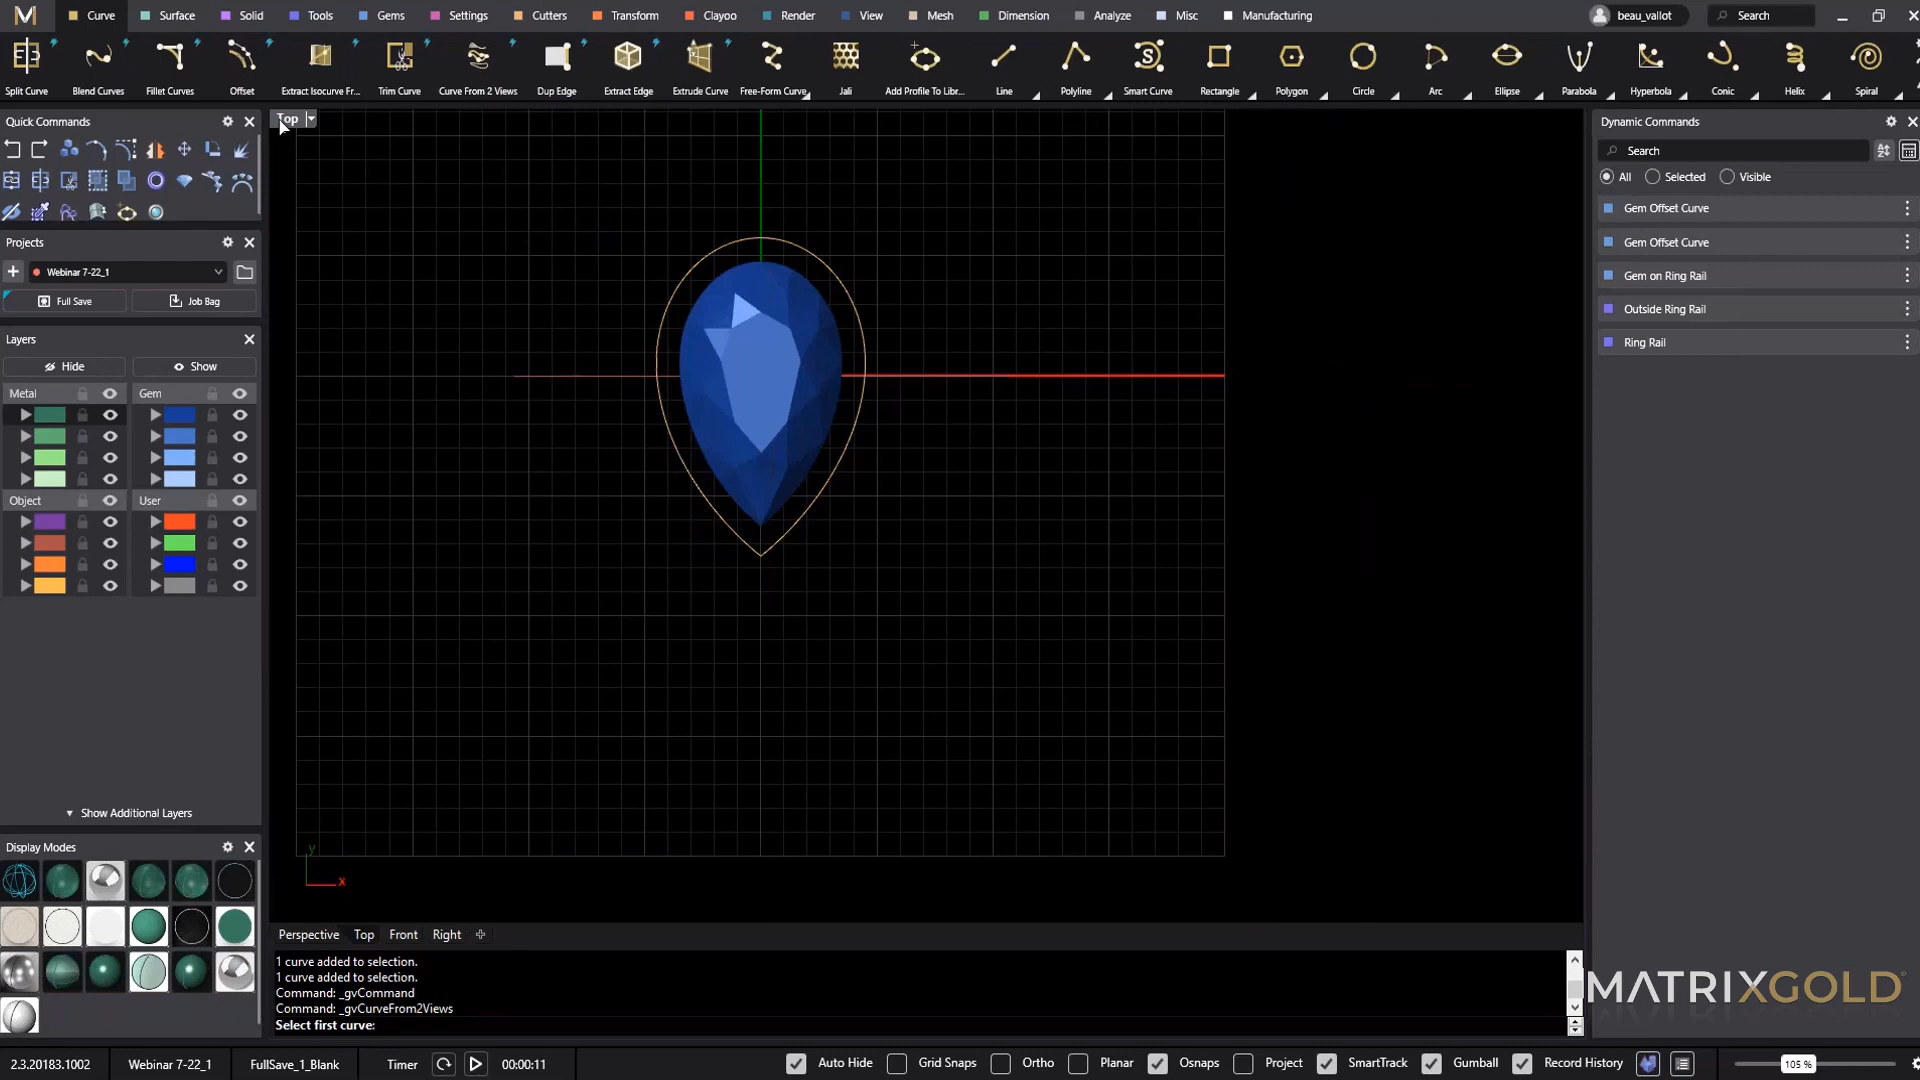 Curve
Surface
Solid
Tools
Gems
Settings
Cutters
Transform
Clayoo
Render
View
Mesh
Dimension
Analyze
Misc
Manufacturing
beau_vallot
Search
Split Curve
Blend Curves
Fillet Curves
Offset
Extract Isocurve Fr...
Trim Curve
Curve From 2 Views
Dup Edge
Extract Edge
Extrude Curve
Free-Form Curve
Jali
Add Profile To Libr...
Line
Polyline
Smart Curve
Rectangle
Polygon
Circle
Arc
Ellipse
Parabola
Hyperbola
Conic
Helix
Spiral
Quick Commands
Projects
Webinar 7-22_1
Full Save
Job Bag
Layers
Hide
Show
Metal
Gem
Object
User
Show Additional Layers
Display Modes
Top
y
x
Perspective
Top
Front
Right
1 curve added to selection.
1 curve added to selection.
Command: _gvCommand
Command: _gvCurveFrom2Views
Select first curve:
Dynamic Commands
Search
All
Selected
Visible
Gem Offset Curve
Gem Offset Curve
Gem on Ring Rail
Outside Ring Rail
Ring Rail
MATRIXGOLD
2.3.20183.1002
Webinar 7-22_1
FullSave_1_Blank
Timer
00:00:11
Auto Hide
Grid Snaps
Ortho
Planar
Osnaps
Project
SmartTrack
Gumball
Record History
105 %